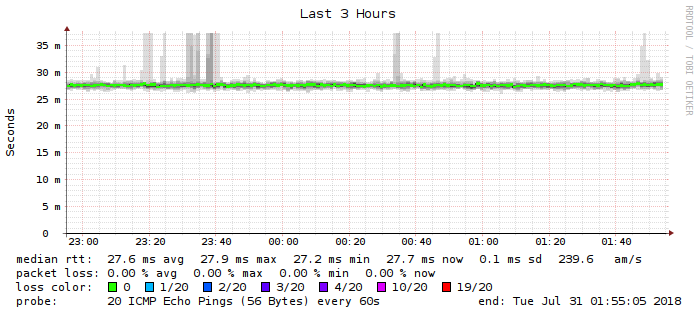 Last 3 Hours
RRDTOOL / TOBI OETIKER
Seconds
35 m
30 m
25 m
20 m
15 m
10 m
5 m
0
23:00 23:20 23:40 00:00 00:20 00:40 01:00 01:20 01:40
median rtt: 27.6 ms avg 27.9 ms max 27.2 ms min 27.7 ms now 0.1 ms sd 239.6 am/s
packet loss: 0.00 % avg 0.00 % max 0.00 % min 0.00 % now
loss color: 0 1/20 2/20 3/20 4/20 10/20 19/20
probe: 20 ICMP Echo Pings (56 Bytes) every 60s end: Tue Jul 31 01:55:05 2018